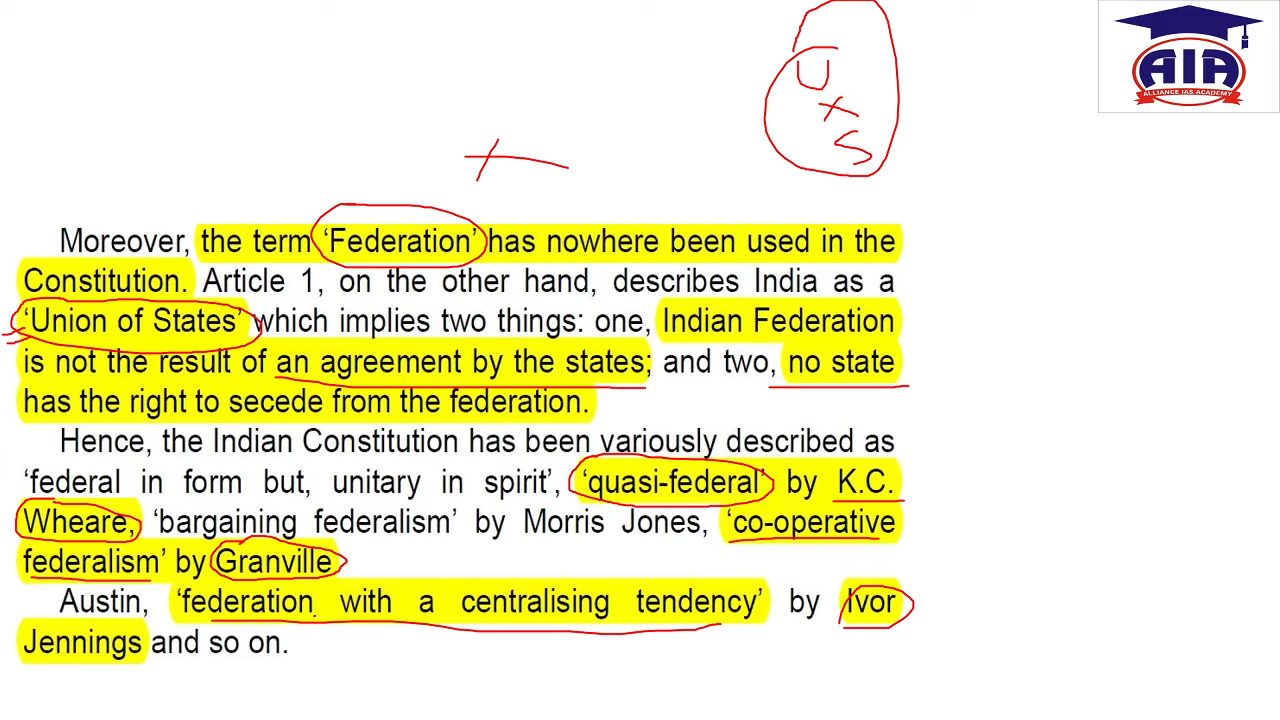 U
x
S
AIA
ALLIANCE IAS ACADEMY
Moreover, the term ‘Federation’ has nowhere been used in the
Constitution. Article 1, on the other hand, describes India as a
‘Union of States’ which implies two things: one, Indian Federation
is not the result of an agreement by the states; and two, no state
has the right to secede from the federation.
Hence, the Indian Constitution has been variously described as
‘federal in form but, unitary in spirit’, ‘quasi-federal’ by K.C.
Wheare, ‘bargaining federalism’ by Morris Jones, ‘co-operative
federalism’ by Granville
Austin, ‘federation with a centralising tendency’ by Ivor
Jennings and so on.